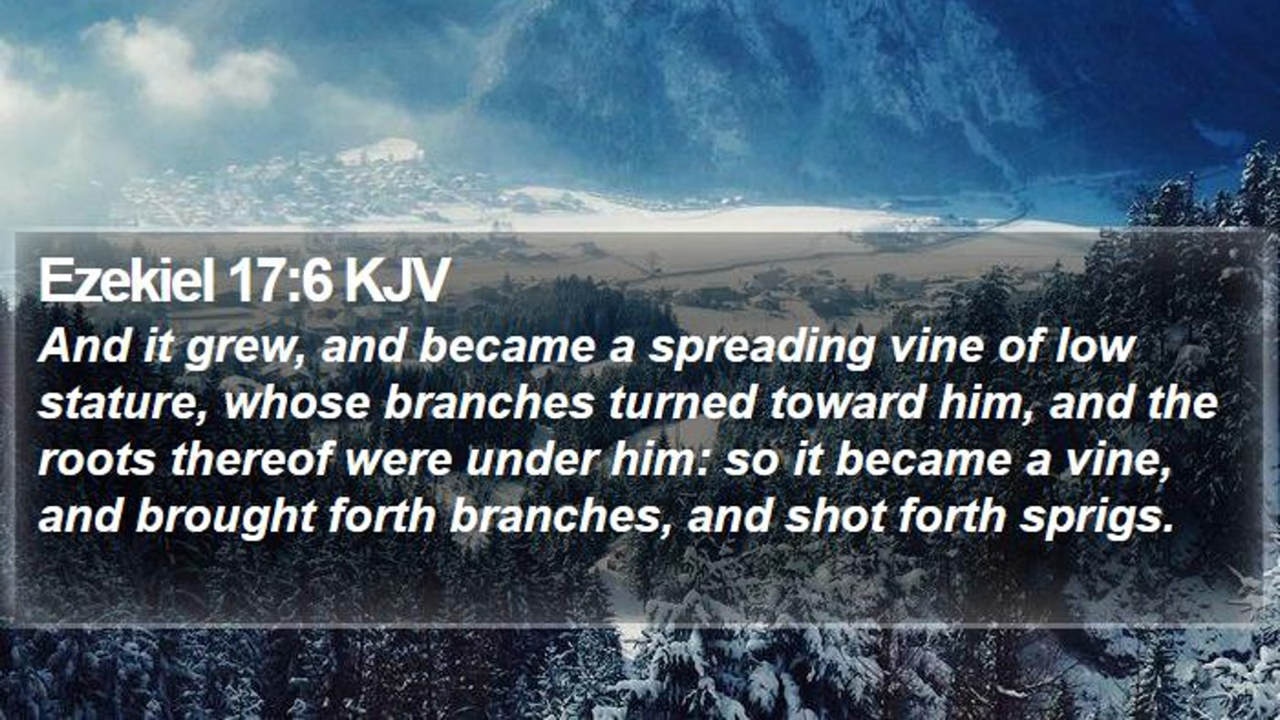 Ezekiel 17:6 KJV
And it grew, and became a spreading vine of low
stature, whose branches turned toward him, and the
roots thereof were under him: so it became a vine,
and brought forth branches, and shot forth sprigs.